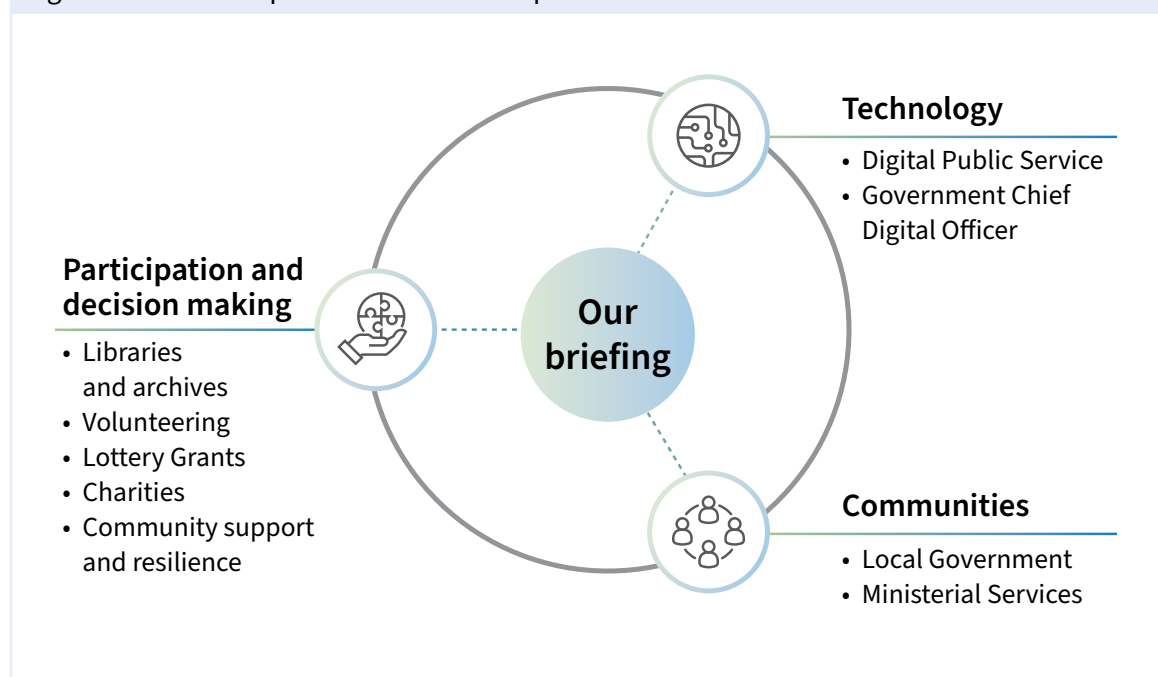 Technology
• Digital Public Service
• Government Chief
Digital Officer
Participation and
decision making
• Libraries
and archives
• Volunteering
• Lottery Grants
• Charities
• Community support
and resilience
Our
briefing
Communities
• Local Government
• Ministerial Services